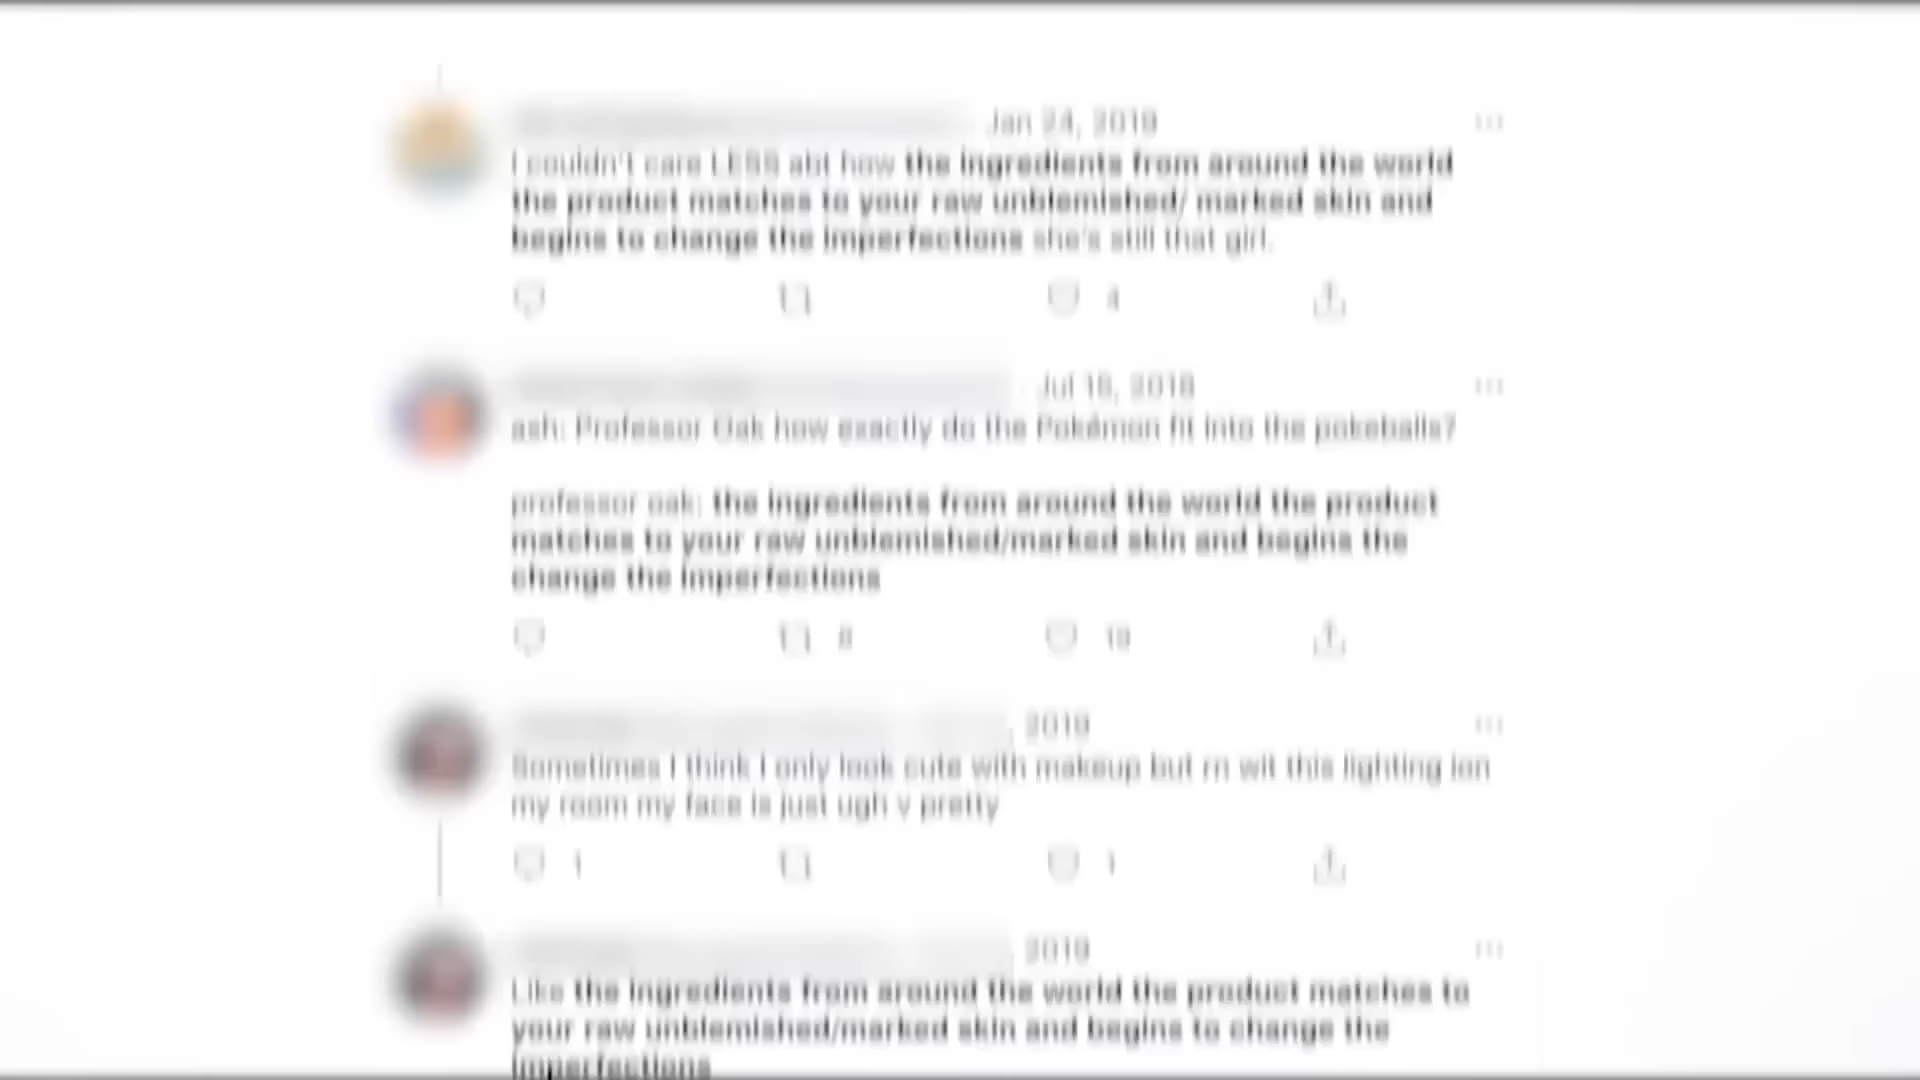 Jan 24, 2019
I couldn't care LESS abt how the ingredients from around the world
the product matches to your raw unblemished/ marked skin and
begins to change the imperfections she's still that girl.
4
Jul 15, 2018
ash: Professor Oak how exactly do the Pokémon fit into the pokeballs?
professor oak: the ingredients from around the world the product
matches to your raw unblemished/marked skin and begins the
change the imperfections
8 19
2019
Sometimes I think I only look cute with makeup but rn wit this lighting ion
my room my face is just ugh v pretty
1 1
2019
Like the ingredients from around the world the product matches to
your raw unblemished/marked skin and begins to change the
imperfections